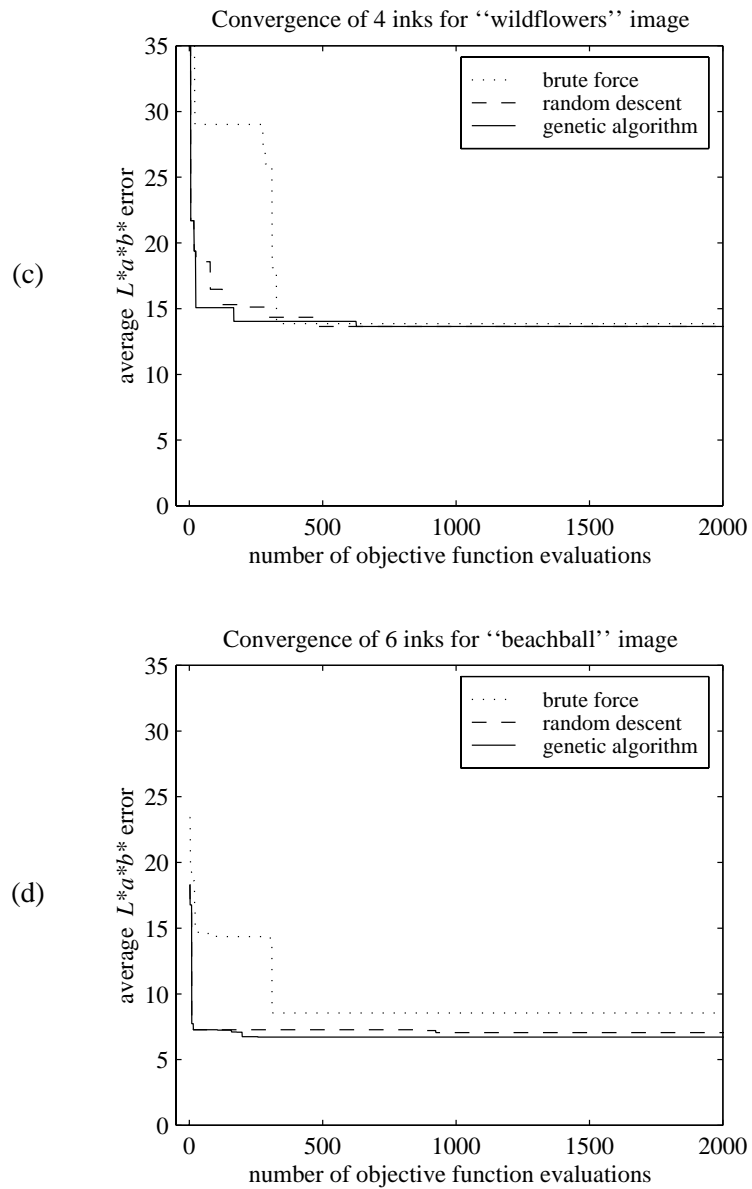 Convergence of 4 inks for ‘‘wildflowers’’ image
35
30
25
20
15
10
5
0
brute force
random descent
genetic algorithm
average L*a*b* error
(c)
0 500 1000 1500 2000
number of objective function evaluations
Convergence of 6 inks for ‘‘beachball’’ image
35
30
25
20
15
10
5
0
brute force
random descent
genetic algorithm
average L*a*b* error
(d)
0 500 1000 1500 2000
number of objective function evaluations